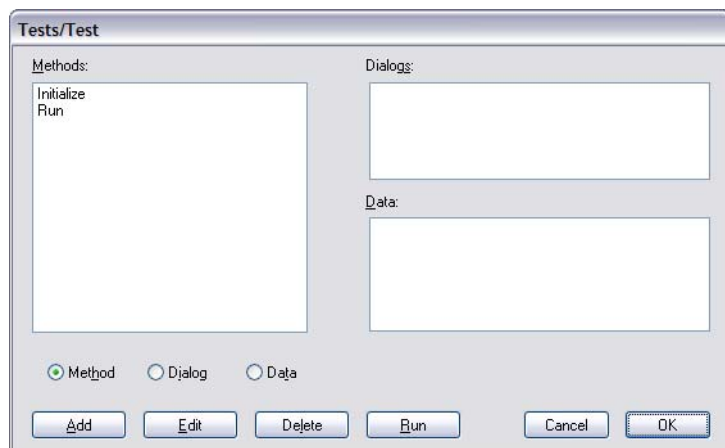 Tests/Test
Methods:
Dialogs:
Initialize
Run
Data:
Method Dialog Data
Add Edit Delete Run Cancel OK